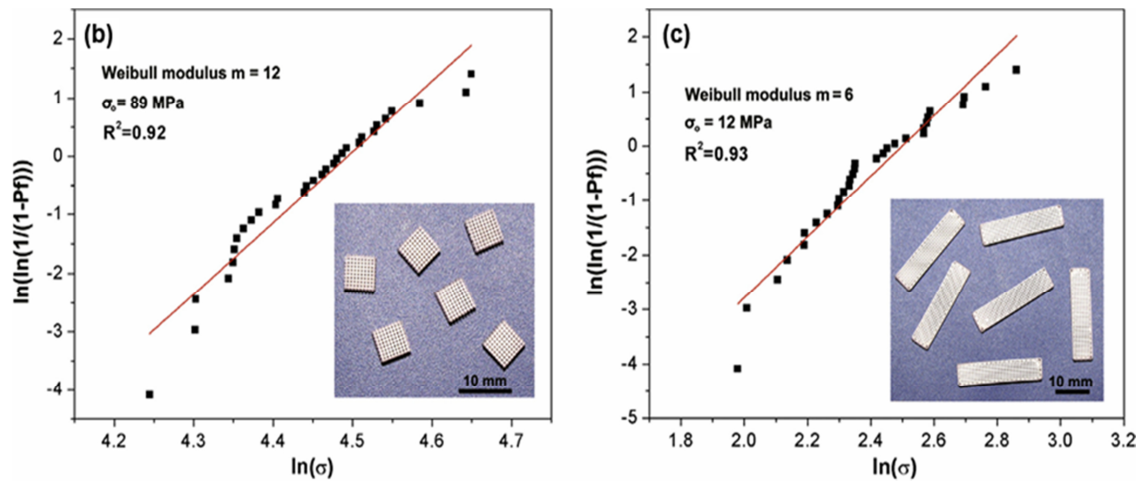 (b)
Weibull modulus m = 12
σo= 89 MPa
R²=0.92
10 mm
ln(ln(1/(1-Pf)))
2
1
0
-1
-2
-3
-4
4.2 4.3 4.4 4.5 4.6 4.7
ln(σ)
(c)
Weibull modulus m = 6
σo = 12 MPa
R²=0.93
10 mm
ln(ln(1/(1-Pf)))
2
1
0
-1
-2
-3
-4
-5
1.8 2.0 2.2 2.4 2.6 2.8 3.0 3.2
ln(σ)